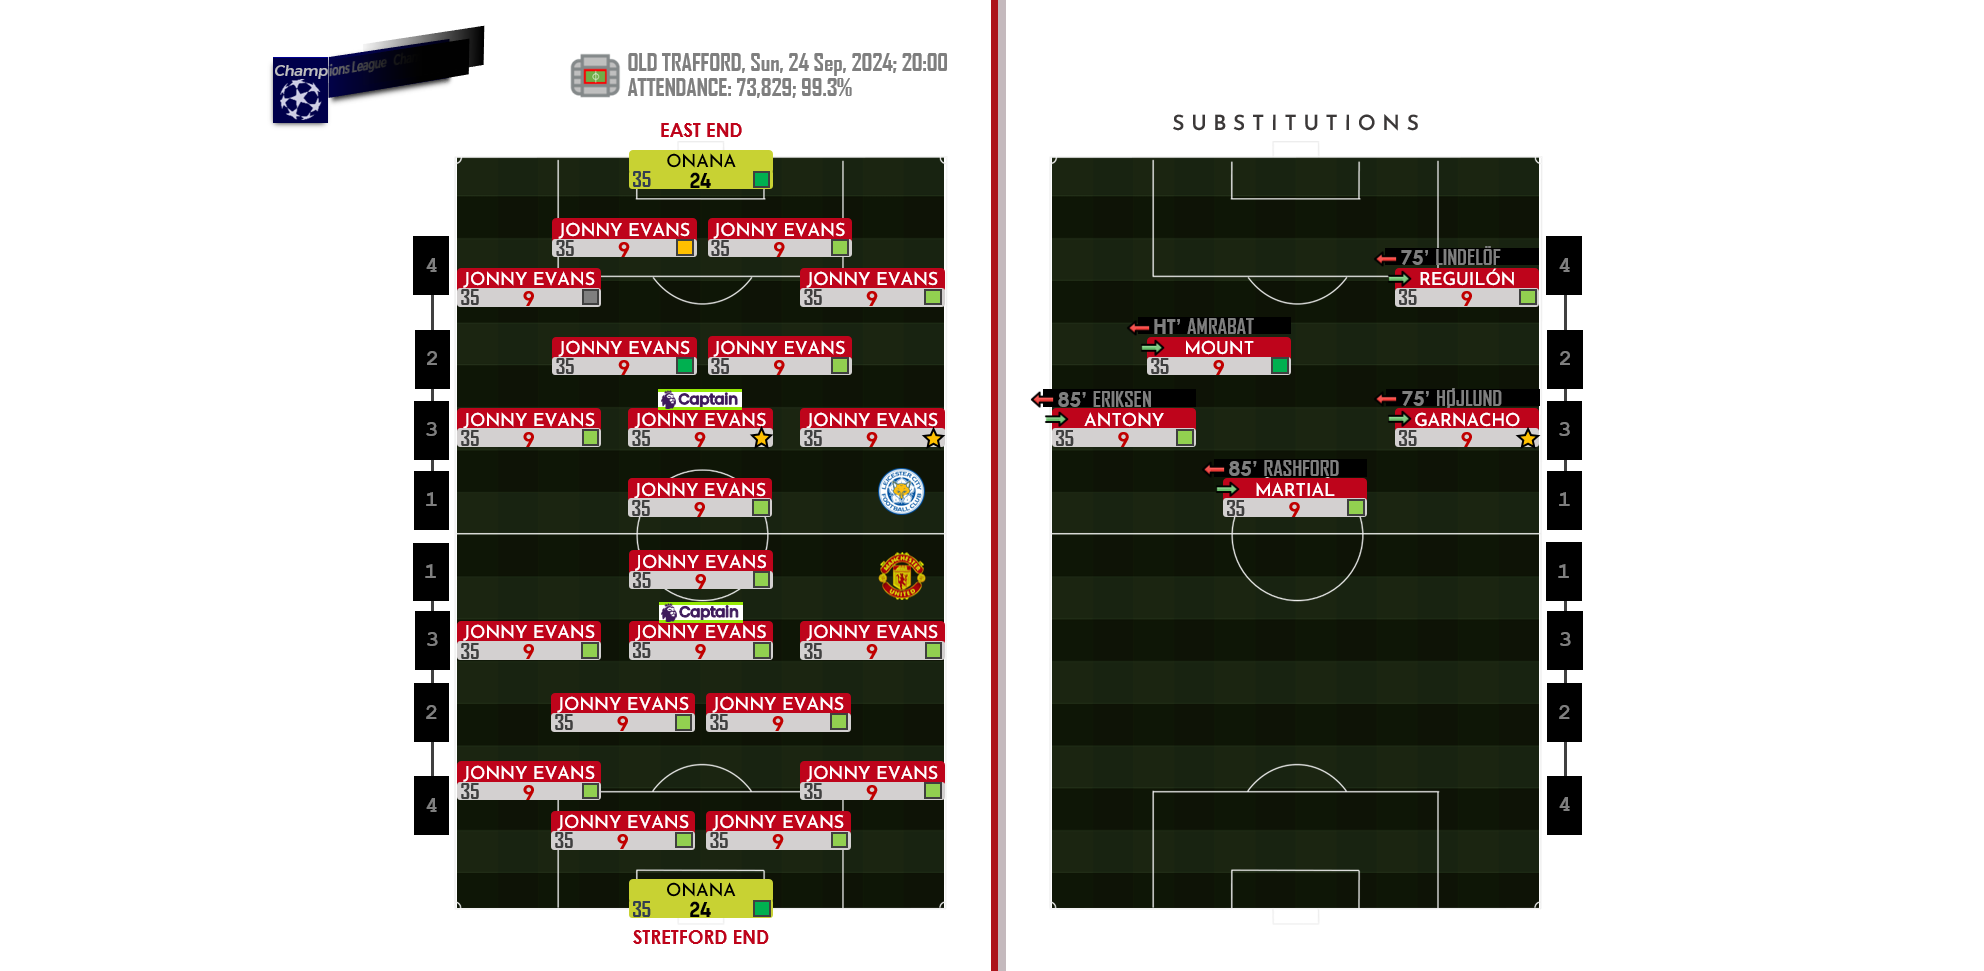 Champions League
OLD TRAFFORD, Sun, 24 Sep, 2024; 20:00
ATTENDANCE: 73,829; 99.3%
EAST END
ONANA
35 24
JONNY EVANS JONNY EVANS
35 9 35 9
4
JONNY EVANS JONNY EVANS
35 9 35 9
JONNY EVANS JONNY EVANS
2
35 9 35 9
Captain
JONNY EVANS JONNY EVANS JONNY EVANS
3
35 9 35 9 35 9
JONNY EVANS
1
35 9
LEICESTER CITY
FOOTBALL CLUB
JONNY EVANS
1
35 9
MANCHESTER
UNITED
Captain
JONNY EVANS JONNY EVANS JONNY EVANS
3
35 9 35 9 35 9
JONNY EVANS JONNY EVANS
2
35 9 35 9
JONNY EVANS JONNY EVANS
35 9 35 9
4
JONNY EVANS JONNY EVANS
35 9 35 9
ONANA
35 24
STRETFORD END
SUBSTITUTIONS
75' LINDELÖF
4
REGUILÓN
35 9
HT' AMRABAT
MOUNT
2
35 9
85' ERIKSEN 75' HØJLUND
ANTONY GARNACHO
3
35 9 35 9
85' RASHFORD
MARTIAL
1
35 9
1
3
2
4